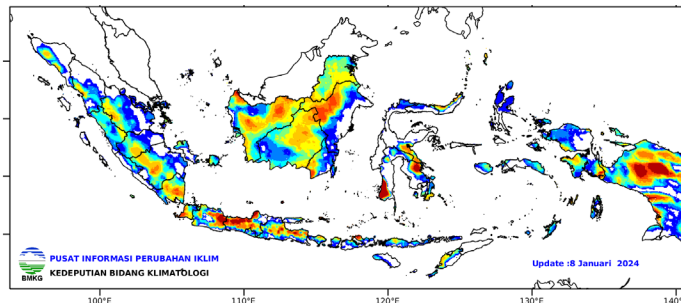 PUSAT INFORMASI PERUBAHAN IKLIM
KEDEPUTIAN BIDANG KLIMATOLOGI
BMKG
Update :8 Januari 2024
100°E
110°E
120°E
130°E
140°